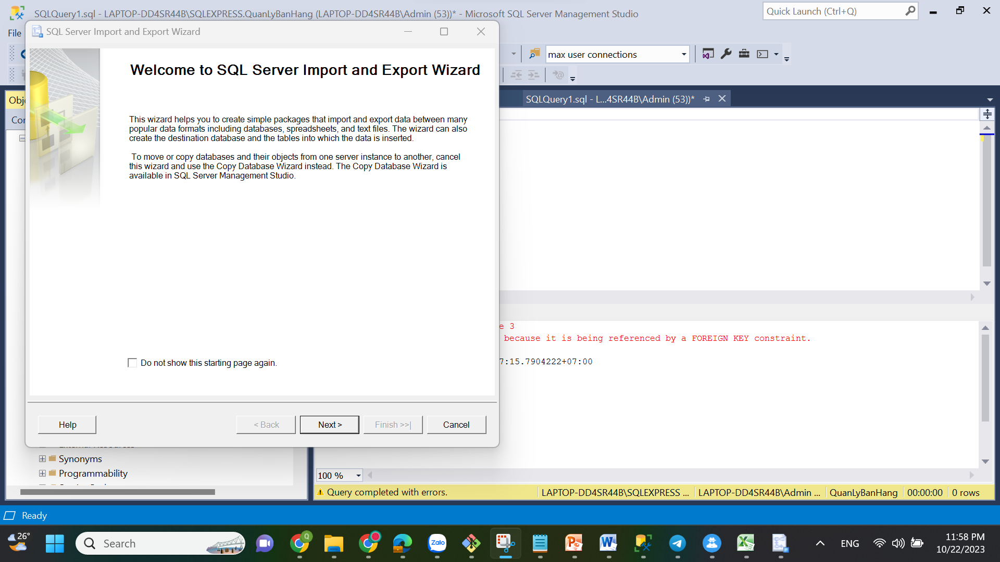 SQLQuery1.sql - LAPTOP-DD4SR44B\SQLEXPRESS.QuanLyBanHang (LAPTOP-DD4SR44B\Admin (53))* - Microsoft SQL Server Management Studio
Quick Launch (Ctrl+Q)
File
SQL Server Import and Export Wizard
max user connections
Welcome to SQL Server Import and Export Wizard
SQLQuery1.sql - L...4SR44B\Admin (53))*
This wizard helps you to create simple packages that import and export data between many
popular data formats including databases, spreadsheets, and text files. The wizard can also
create the destination database and the tables into which the data is inserted.
To move or copy databases and their objects from one server instance to another, cancel
this wizard and use the Copy Database Wizard instead. The Copy Database Wizard is
available in SQL Server Management Studio.
e 3
because it is being referenced by a FOREIGN KEY constraint.
7:15.7904222+07:00
Do not show this starting page again.
Help
< Back
Next >
Finish >>|
Cancel
Synonyms
Programmability
100 %
Query completed with errors.
LAPTOP-DD4SR44B\SQLEXPRESS ...
LAPTOP-DD4SR44B\Admin ...
QuanLyBanHang
00:00:00
0 rows
Ready
26°
Search
Zalo
ENG
11:58 PM
10/22/2023